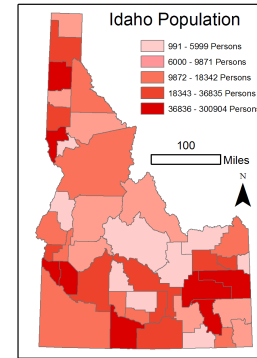 Idaho Population
991 - 5999 Persons
6000 - 9871 Persons
9872 - 18342 Persons
18343 - 36835 Persons
36836 - 300904 Persons
100
Miles
N